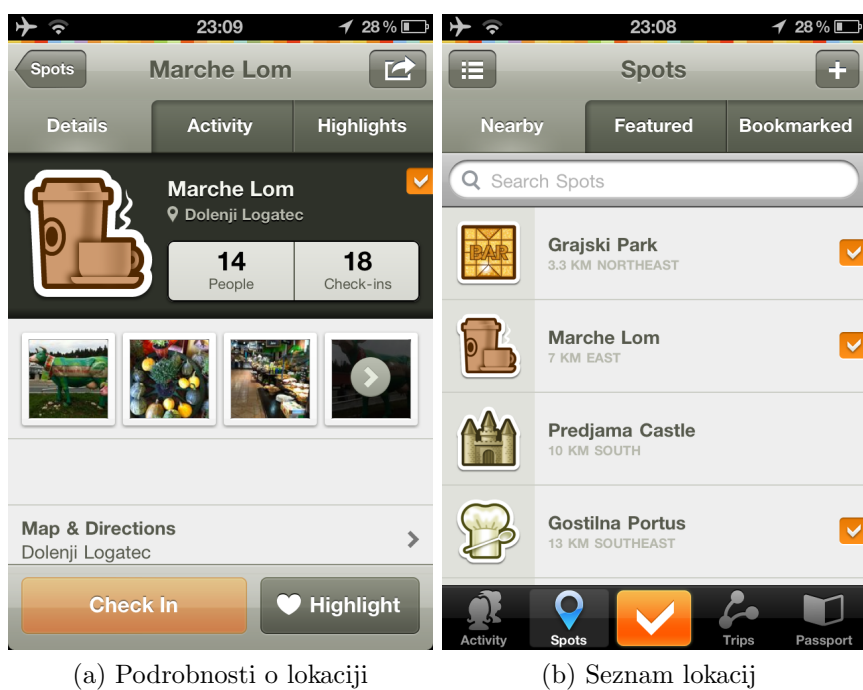 23:09
28 %
Spots
Marche Lom
Details
Activity
Highlights
Marche Lom
Dolenji Logatec
14
People
18
Check-ins
Map & Directions
Dolenji Logatec
Check In
Highlight
(a) Podrobnosti o lokaciji
23:08
28 %
Spots
Nearby
Featured
Bookmarked
Search Spots
BAR
Grajski Park
3.3 KM NORTHEAST
Marche Lom
7 KM EAST
Predjama Castle
10 KM SOUTH
Gostilna Portus
13 KM SOUTHEAST
Activity
Spots
Trips
Passport
(b) Seznam lokacij